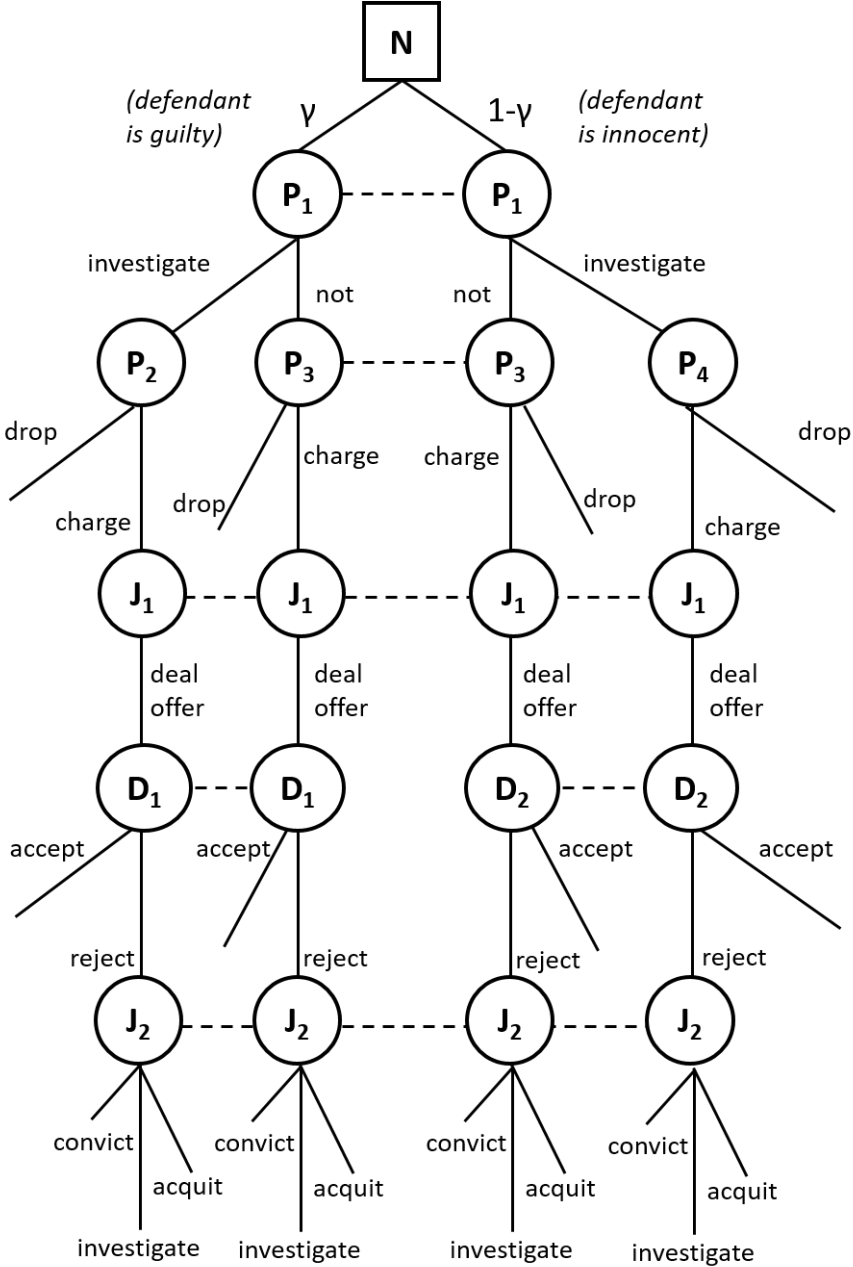 N
(defendant
is guilty)
γ
1-γ
(defendant
is innocent)
P1
P1
investigate
not
not
investigate
P2
P3
P3
P4
drop
charge
drop
charge
charge
drop
charge
drop
J1
J1
J1
J1
deal
offer
deal
offer
deal
offer
deal
offer
D1
D1
D2
D2
accept
reject
accept
reject
reject
accept
reject
accept
J2
J2
J2
J2
convict
acquit
investigate
convict
acquit
investigate
convict
acquit
investigate
convict
acquit
investigate